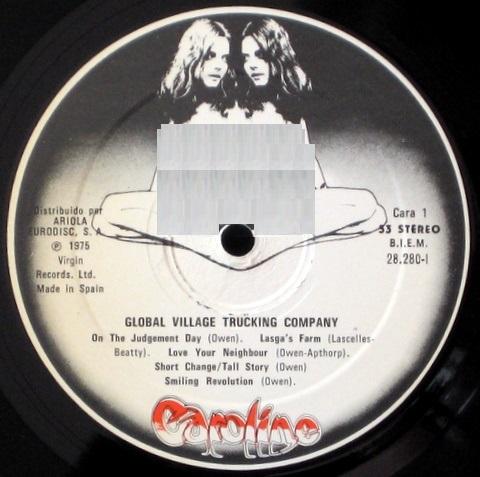 Distribuido por
ARIOLA
EURODISC, S. A.
Ⓟ 1975
Virgin
Records. Ltd.
Made in Spain
Cara 1
33 STEREO
B.I.E.M.
28.280-I
GLOBAL VILLAGE TRUCKING COMPANY
On The Judgement Day (Owen). Lasga's Farm (Lascelles-
Beatty). Love Your Neighbour (Owen-Apthorp).
Short Change/Tall Story (Owen)
Smiling Revolution (Owen).
Caroline